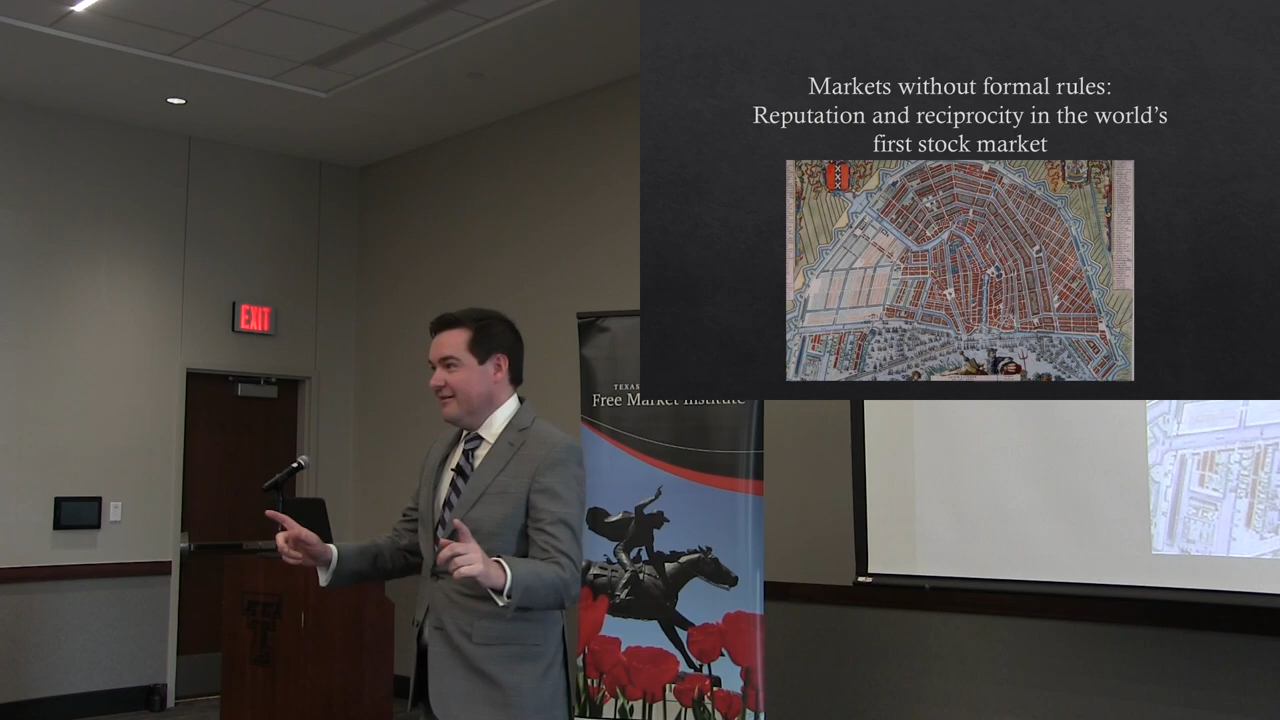 Markets without formal rules:
Reputation and reciprocity in the world's
first stock market
EXIT
TEXAS
Free Market Institute